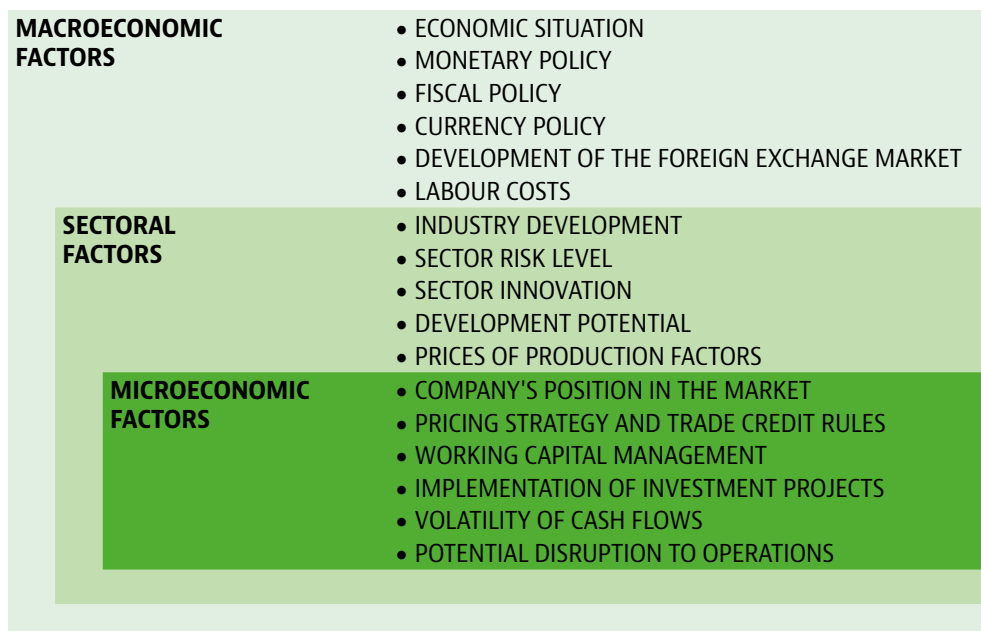 MACROECONOMIC
FACTORS
• ECONOMIC SITUATION
• MONETARY POLICY
• FISCAL POLICY
• CURRENCY POLICY
• DEVELOPMENT OF THE FOREIGN EXCHANGE MARKET
• LABOUR COSTS
SECTORAL
FACTORS
• INDUSTRY DEVELOPMENT
• SECTOR RISK LEVEL
• SECTOR INNOVATION
• DEVELOPMENT POTENTIAL
• PRICES OF PRODUCTION FACTORS
MICROECONOMIC
FACTORS
• COMPANY'S POSITION IN THE MARKET
• PRICING STRATEGY AND TRADE CREDIT RULES
• WORKING CAPITAL MANAGEMENT
• IMPLEMENTATION OF INVESTMENT PROJECTS
• VOLATILITY OF CASH FLOWS
• POTENTIAL DISRUPTION TO OPERATIONS